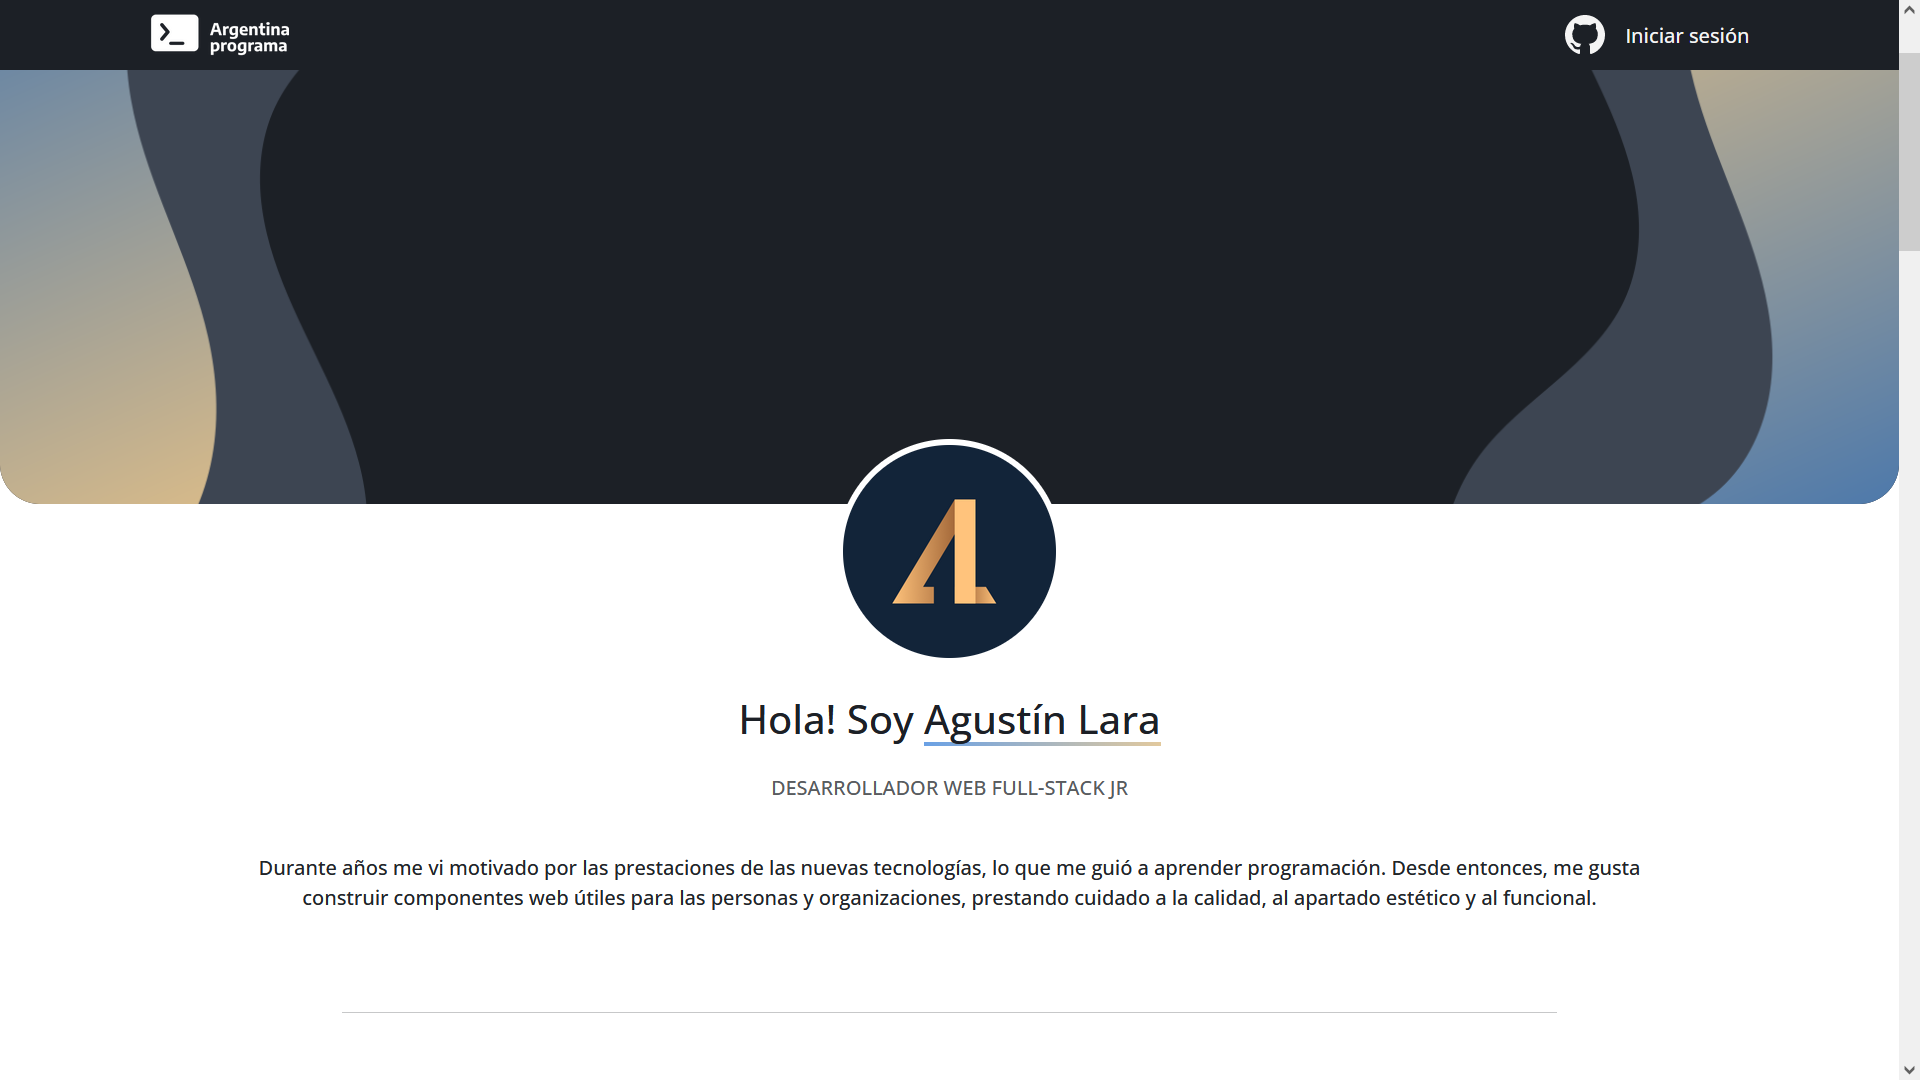 Argentina
programa
Iniciar sesión
Hola! Soy Agustín Lara
DESARROLLADOR WEB FULL-STACK JR
Durante años me vi motivado por las prestaciones de las nuevas tecnologías, lo que me guió a aprender programación. Desde entonces, me gusta
construir componentes web útiles para las personas y organizaciones, prestando cuidado a la calidad, al apartado estético y al funcional.